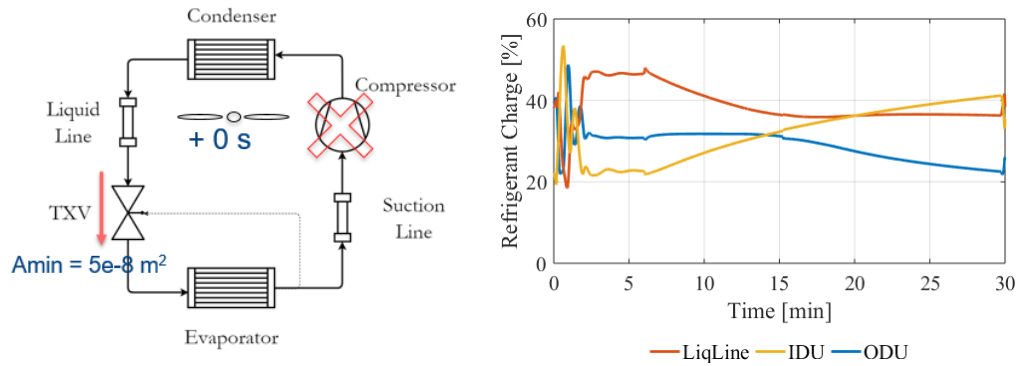 Condenser
Compressor
Liquid
Line
+ 0 s
TXV
Suction
Line
Amin = 5e-8 m²
Evaporator
Refrigerant Charge [%]
60
40
20
0
0
5
10
15
20
25
30
Time [min]
LiqLine
IDU
ODU